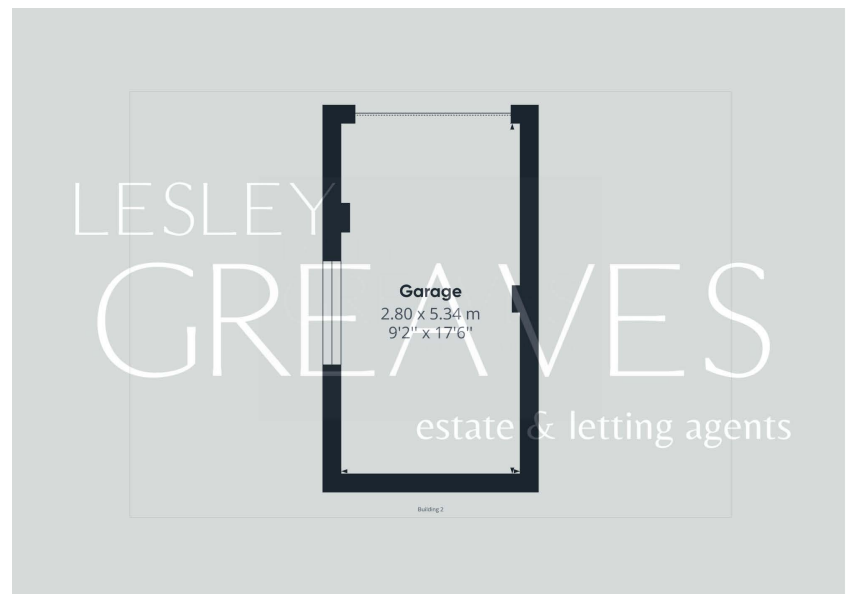 LESLEY
GREAVES
Garage
2.80 x 5.34 m
9'2" x 17'6"
estate & letting agents
Building 2